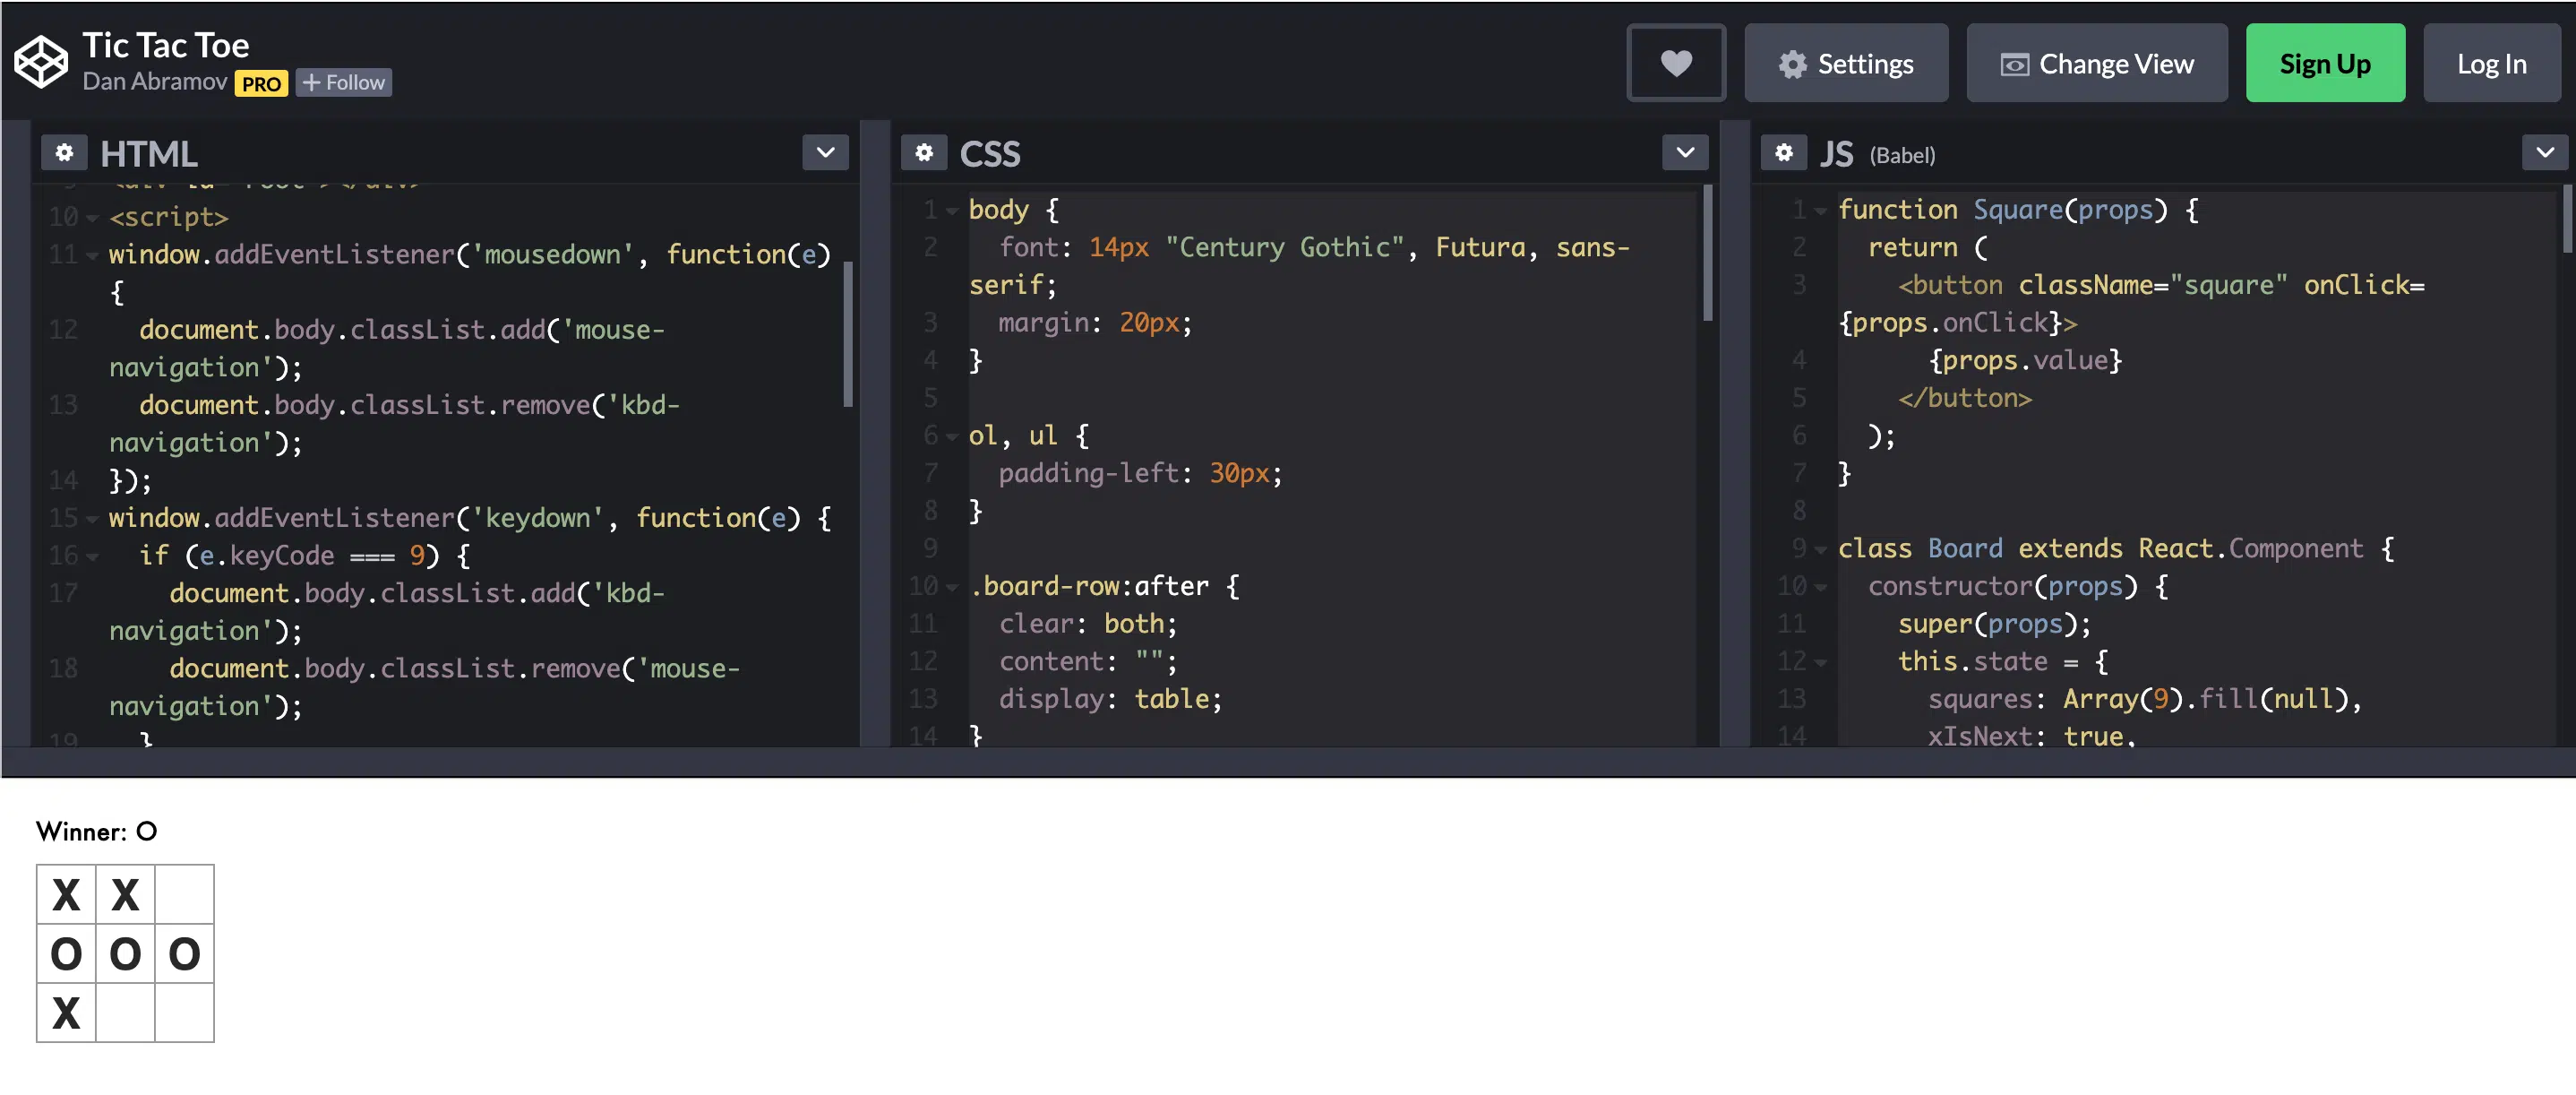 Tic Tac Toe
Dan Abramov PRO + Follow
Settings
Change View
Sign Up
Log In
HTML
10 <script>
11 window.addEventListener('mousedown', function(e)
{
12 document.body.classList.add('mouse-
navigation');
13 document.body.classList.remove('kbd-
navigation');
14 });
15 window.addEventListener('keydown', function(e) {
16 if (e.keyCode === 9) {
17 document.body.classList.add('kbd-
navigation');
18 document.body.classList.remove('mouse-
navigation');
19 }
CSS
1 body {
2 font: 14px "Century Gothic", Futura, sans-
serif;
3 margin: 20px;
4 }
5
6 ol, ul {
7 padding-left: 30px;
8 }
9
10 .board-row:after {
11 clear: both;
12 content: "";
13 display: table;
14 }
JS (Babel)
1 function Square(props) {
2 return (
3 <button className="square" onClick=
{props.onClick}>
4 {props.value}
5 </button>
6 );
7 }
8
9 class Board extends React.Component {
10 constructor(props) {
11 super(props);
12 this.state = {
13 squares: Array(9).fill(null),
14 xIsNext: true,
Winner: O
X X
O O O
X